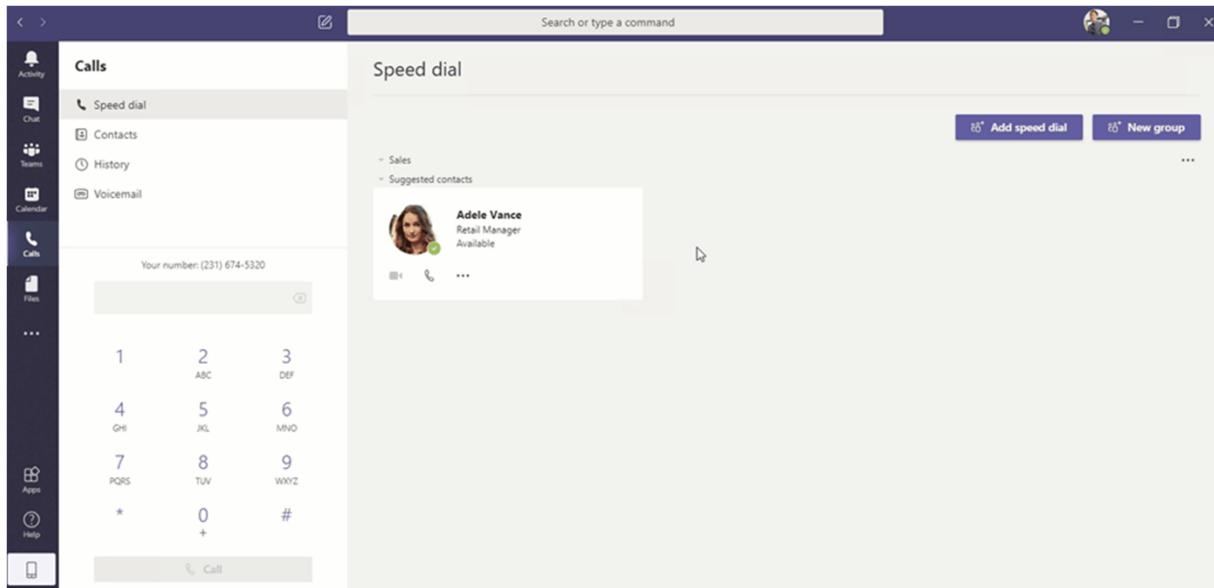 Search or type a command
Activity
Chat
Teams
Calendar
Calls
Files
Apps
Help
Calls
Speed dial
Contacts
History
Voicemail
Your number: (231) 674-5320
1 2 3
ABC DEF
4 5 6
GHI JKL MNO
7 8 9
PQRS TUV WXYZ
* 0 #
+
Call
Speed dial
Add speed dial New group
Sales
Suggested contacts
Adele Vance
Retail Manager
Available